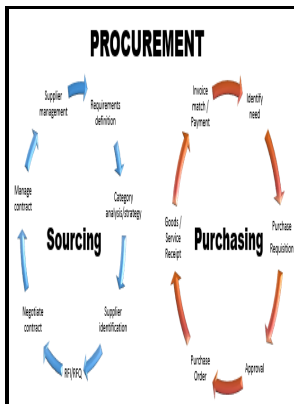 PROCUREMENT
Supplier
management
Requirements
definition
Category
analysis/strategy
Supplier
identification
RFI/RFQ
Negotiate
contract
Manage
contract
Sourcing
Invoice
match /
Payment
Identify
need
Purchase
Requisition
Approval
Purchase
Order
Goods /
Service
Receipt
Purchasing